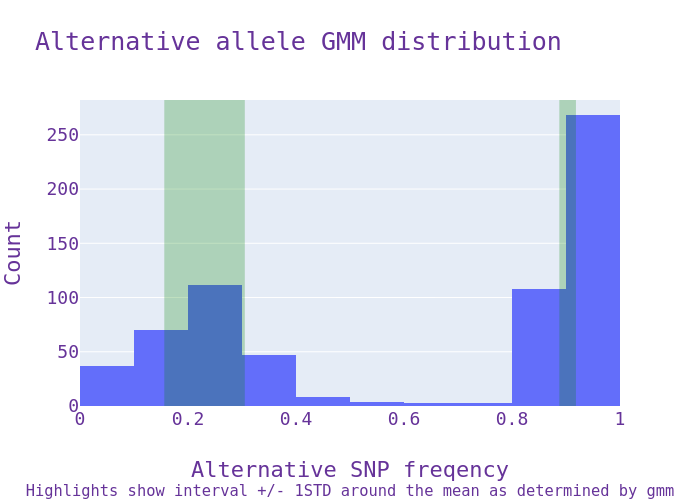 Alternative allele GMM distribution
250
200
150
100
50
0
Count
0 0.2 0.4 0.6 0.8 1
Alternative SNP freqency
Highlights show interval +/- 1STD around the mean as determined by gmm